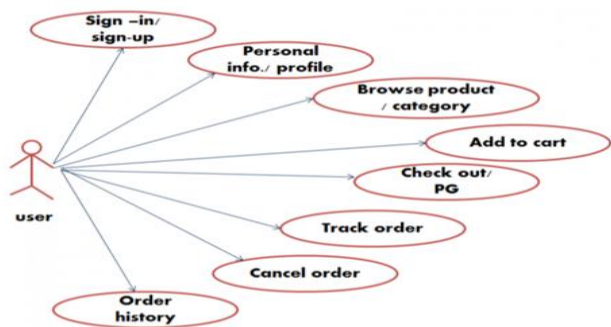 Sign –in/
sign-up
Personal
info./ profile
Browse product
/ category
Add to cart
Check out/
PG
user
Track order
Cancel order
Order
history